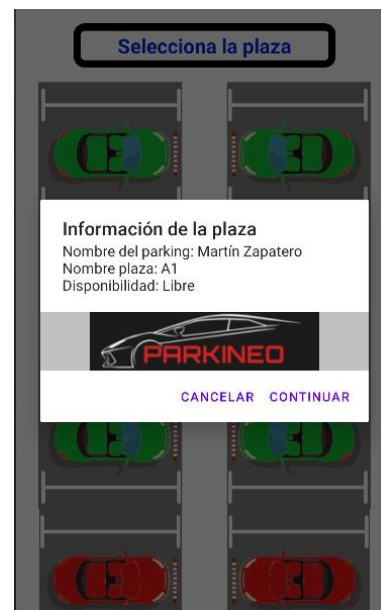 Selecciona la plaza
Información de la plaza
Nombre del parking: Martín Zapatero
Nombre plaza: A1
Disponibilidad: Libre
PARKINEO
CANCELAR CONTINUAR